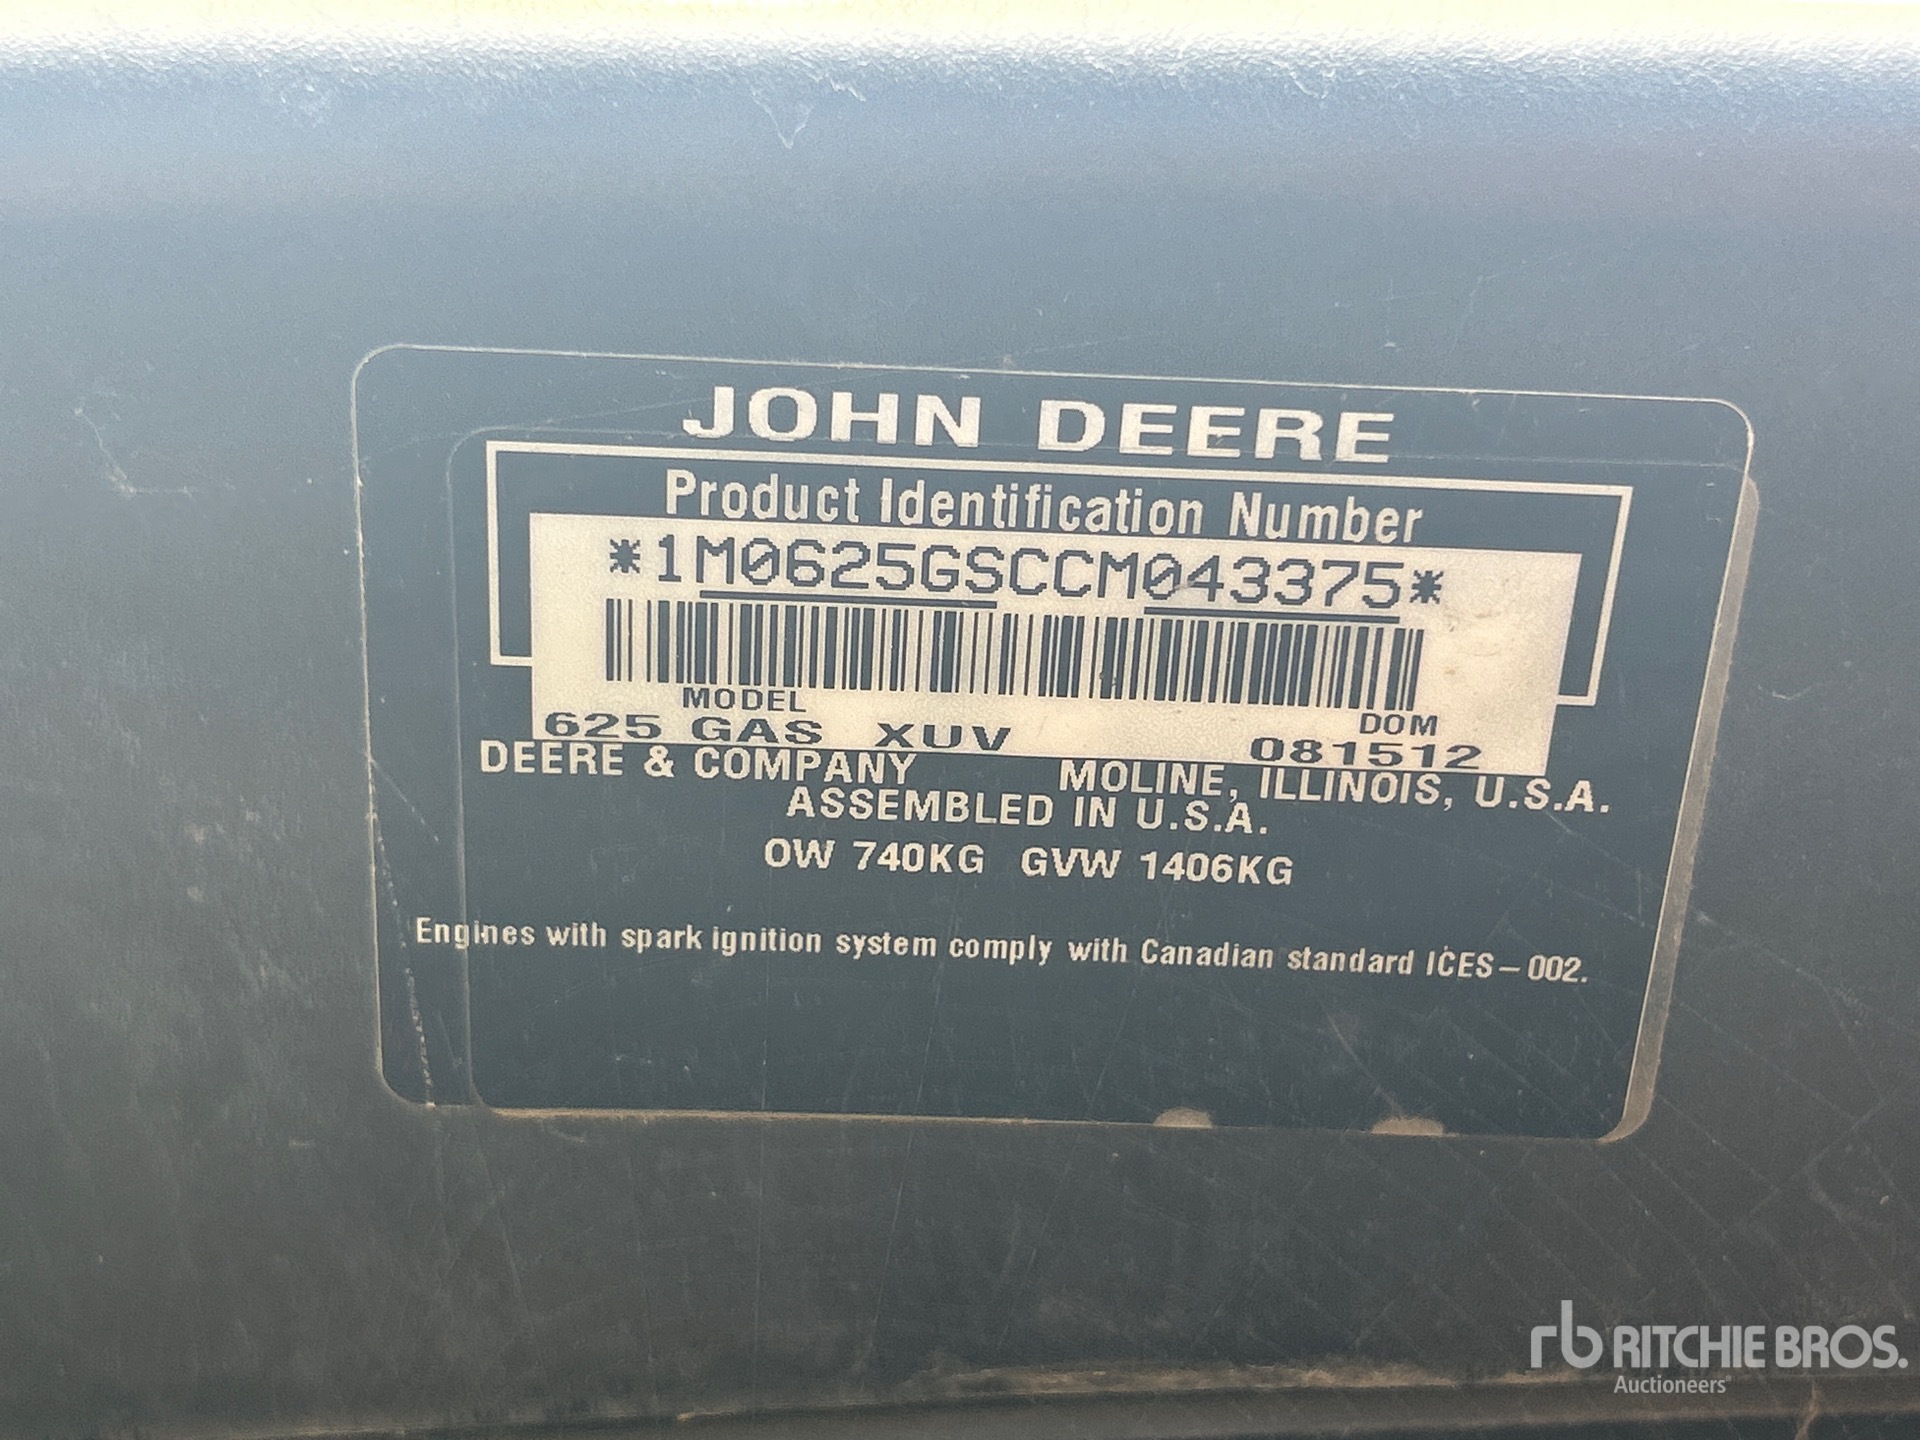 JOHN DEERE
Product Identification Number
*1M0625GSCCM043375*
MODEL DOM
625 GAS XUV 081512
DEERE & COMPANY MOLINE, ILLINOIS, U.S.A.
ASSEMBLED IN U.S.A.
OW 740KG GVW 1406KG
Engines with spark ignition system comply with Canadian standard ICES-002.
rb RITCHIE BROS.
Auctioneers